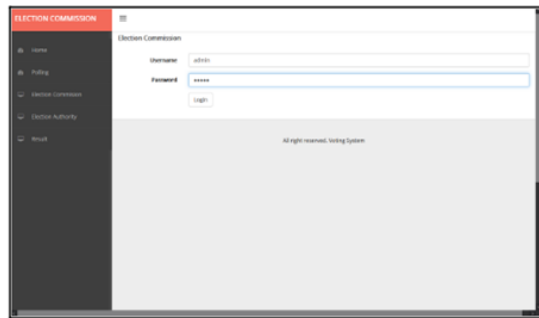 ELECTION COMMISSION
Home
Polling
Election Commission
Election Authority
Result
Election Commission
Username admin
Password •••••
Login
All right reserved. Voting System